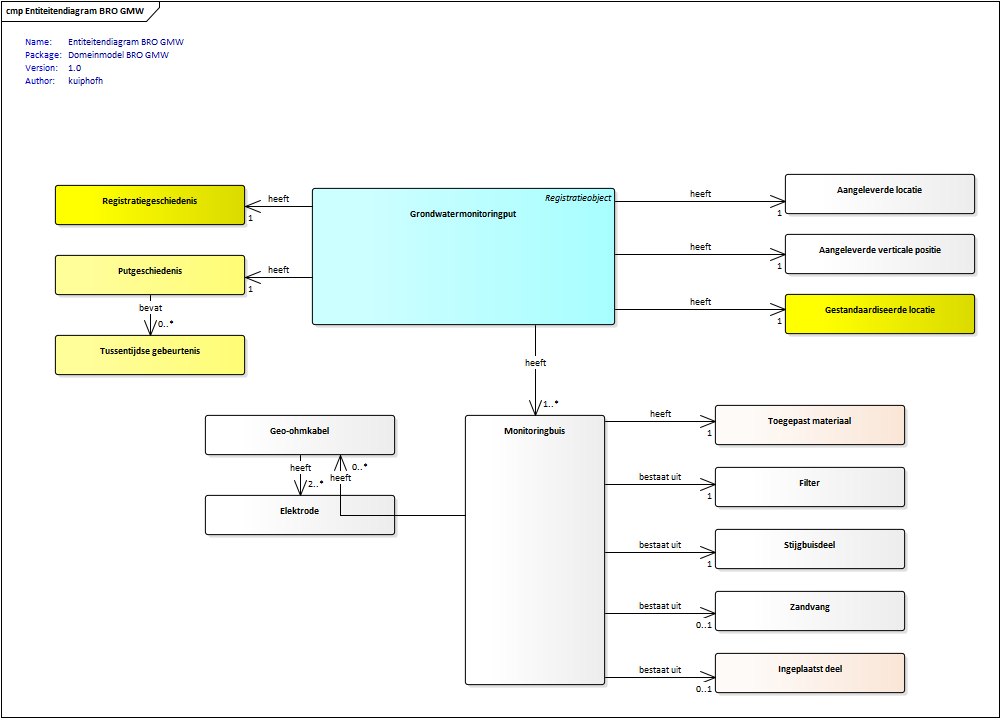 cmp Entiteitendiagram BRO GMW
Name: Entiteitendiagram BRO GMW
Package: Domeinmodel BRO GMW
Version: 1.0
Author: kuiphofh
Registratiegeschiedenis
heeft
1
Putgeschiedenis
heeft
1
bevat
0..*
Tussentijdse gebeurtenis
Registratieobject
Grondwatermonitoringput
heeft
1
Aangeleverde locatie
heeft
1
Aangeleverde verticale positie
heeft
1
Gestandaardiseerde locatie
heeft
1..*
Geo-ohmkabel
heeft
2..*
0..*
heeft
Elektrode
Monitoringbuis
heeft
1
Toegepast materiaal
bestaat uit
1
Filter
bestaat uit
1
Stijgbuisdeel
bestaat uit
0..1
Zandvang
bestaat uit
0..1
Ingeplaatst deel